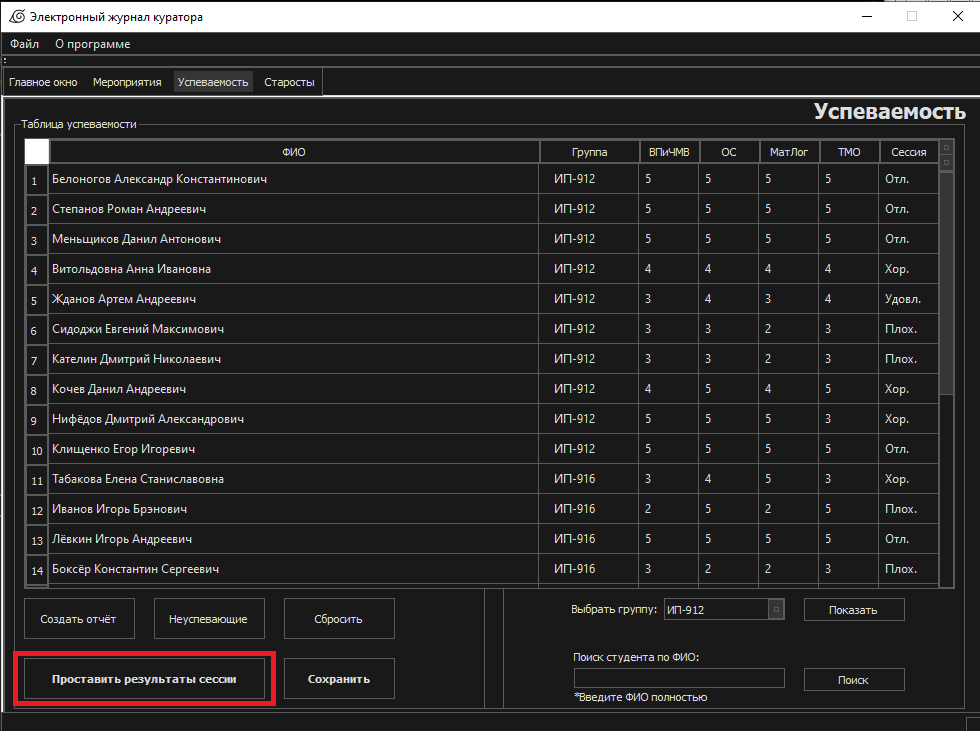 Электронный журнал куратора
Файл О программе
Главное окно Мероприятия Успеваемость Старосты
Успеваемость
Таблица успеваемости
ФИО Группа ВПиЧМВ ОС МатЛог ТМО Сессия
1 Белоногов Александр Константинович ИП-912 5 5 5 5 Отл.
2 Степанов Роман Андреевич ИП-912 5 5 5 5 Отл.
3 Меньщиков Данил Антонович ИП-912 5 5 5 5 Отл.
4 Витольдовна Анна Ивановна ИП-912 4 4 4 4 Хор.
5 Жданов Артем Андреевич ИП-912 3 4 3 4 Удовл.
6 Сидоджи Евгений Максимович ИП-912 3 3 2 3 Плох.
7 Кателин Дмитрий Николаевич ИП-912 3 3 2 3 Плох.
8 Кочев Данил Андреевич ИП-912 4 5 4 5 Хор.
9 Нифёдов Дмитрий Александрович ИП-912 5 5 5 3 Хор.
10 Клищенко Егор Игоревич ИП-912 5 5 5 5 Отл.
11 Табакова Елена Станиславовна ИП-916 3 4 5 3 Хор.
12 Иванов Игорь Брэнович ИП-916 2 5 2 5 Плох.
13 Лёвкин Игорь Андреевич ИП-916 5 5 5 5 Отл.
14 Боксёр Константин Сергеевич ИП-916 3 2 2 3 Плох.
Создать отчёт Неуспевающие Сбросить
Выбрать группу: ИП-912 Показать
Проставить результаты сессии Сохранить
Поиск студента по ФИО:
Поиск
*Введите ФИО полностью